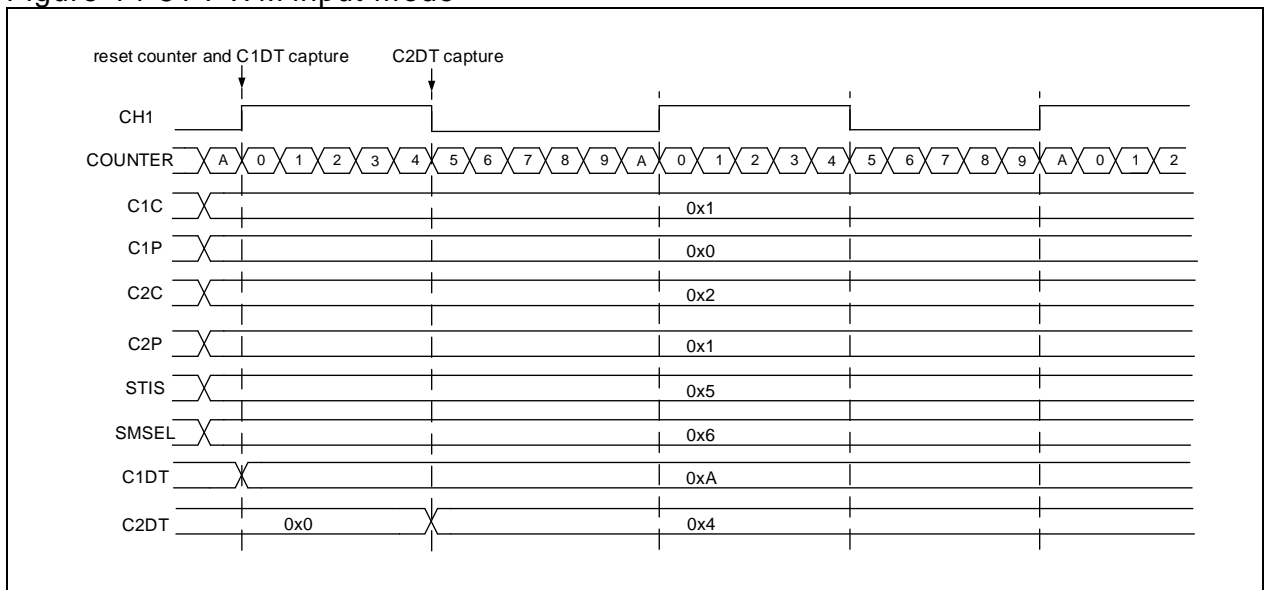 reset counter and C1DT capture C2DT capture
CH1
COUNTER A 0 1 2 3 4 5 6 7 8 9 A 0 1 2 3 4 5 6 7 8 9 A 0 1 2
C1C 0x1
C1P 0x0
C2C 0x2
C2P 0x1
STIS 0x5
SMSEL 0x6
C1DT 0xA
C2DT 0x0 0x4